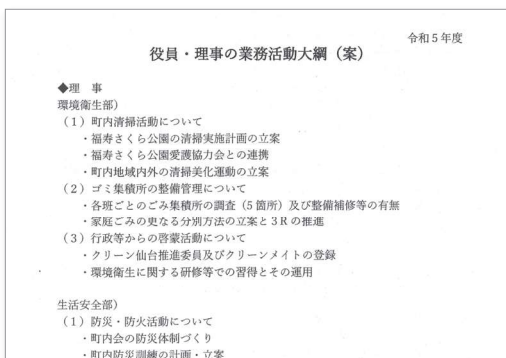 令和5年度
役員・理事の業務活動大綱（案）
◆理　事
環境衛生部）
（1）町内清掃活動について
・福寿さくら公園の清掃実施計画の立案
・福寿さくら公園愛護協力会との連携
・町内地域内外の清掃美化運動の立案
（2）ゴミ集積所の整備管理について
・各班ごとのごみ集積所の調査（5箇所）及び整備補修等の有無
・家庭ごみの更なる分別方法の立案と3Rの推進
（3）行政等からの啓蒙活動について
・クリーン仙台推進委員及びクリーンメイトの登録
・環境衛生に関する研修等での習得とその運用
生活安全部）
（1）防災・防火活動について
・町内会の防災体制づくり
・町内防災訓練の計画・立案